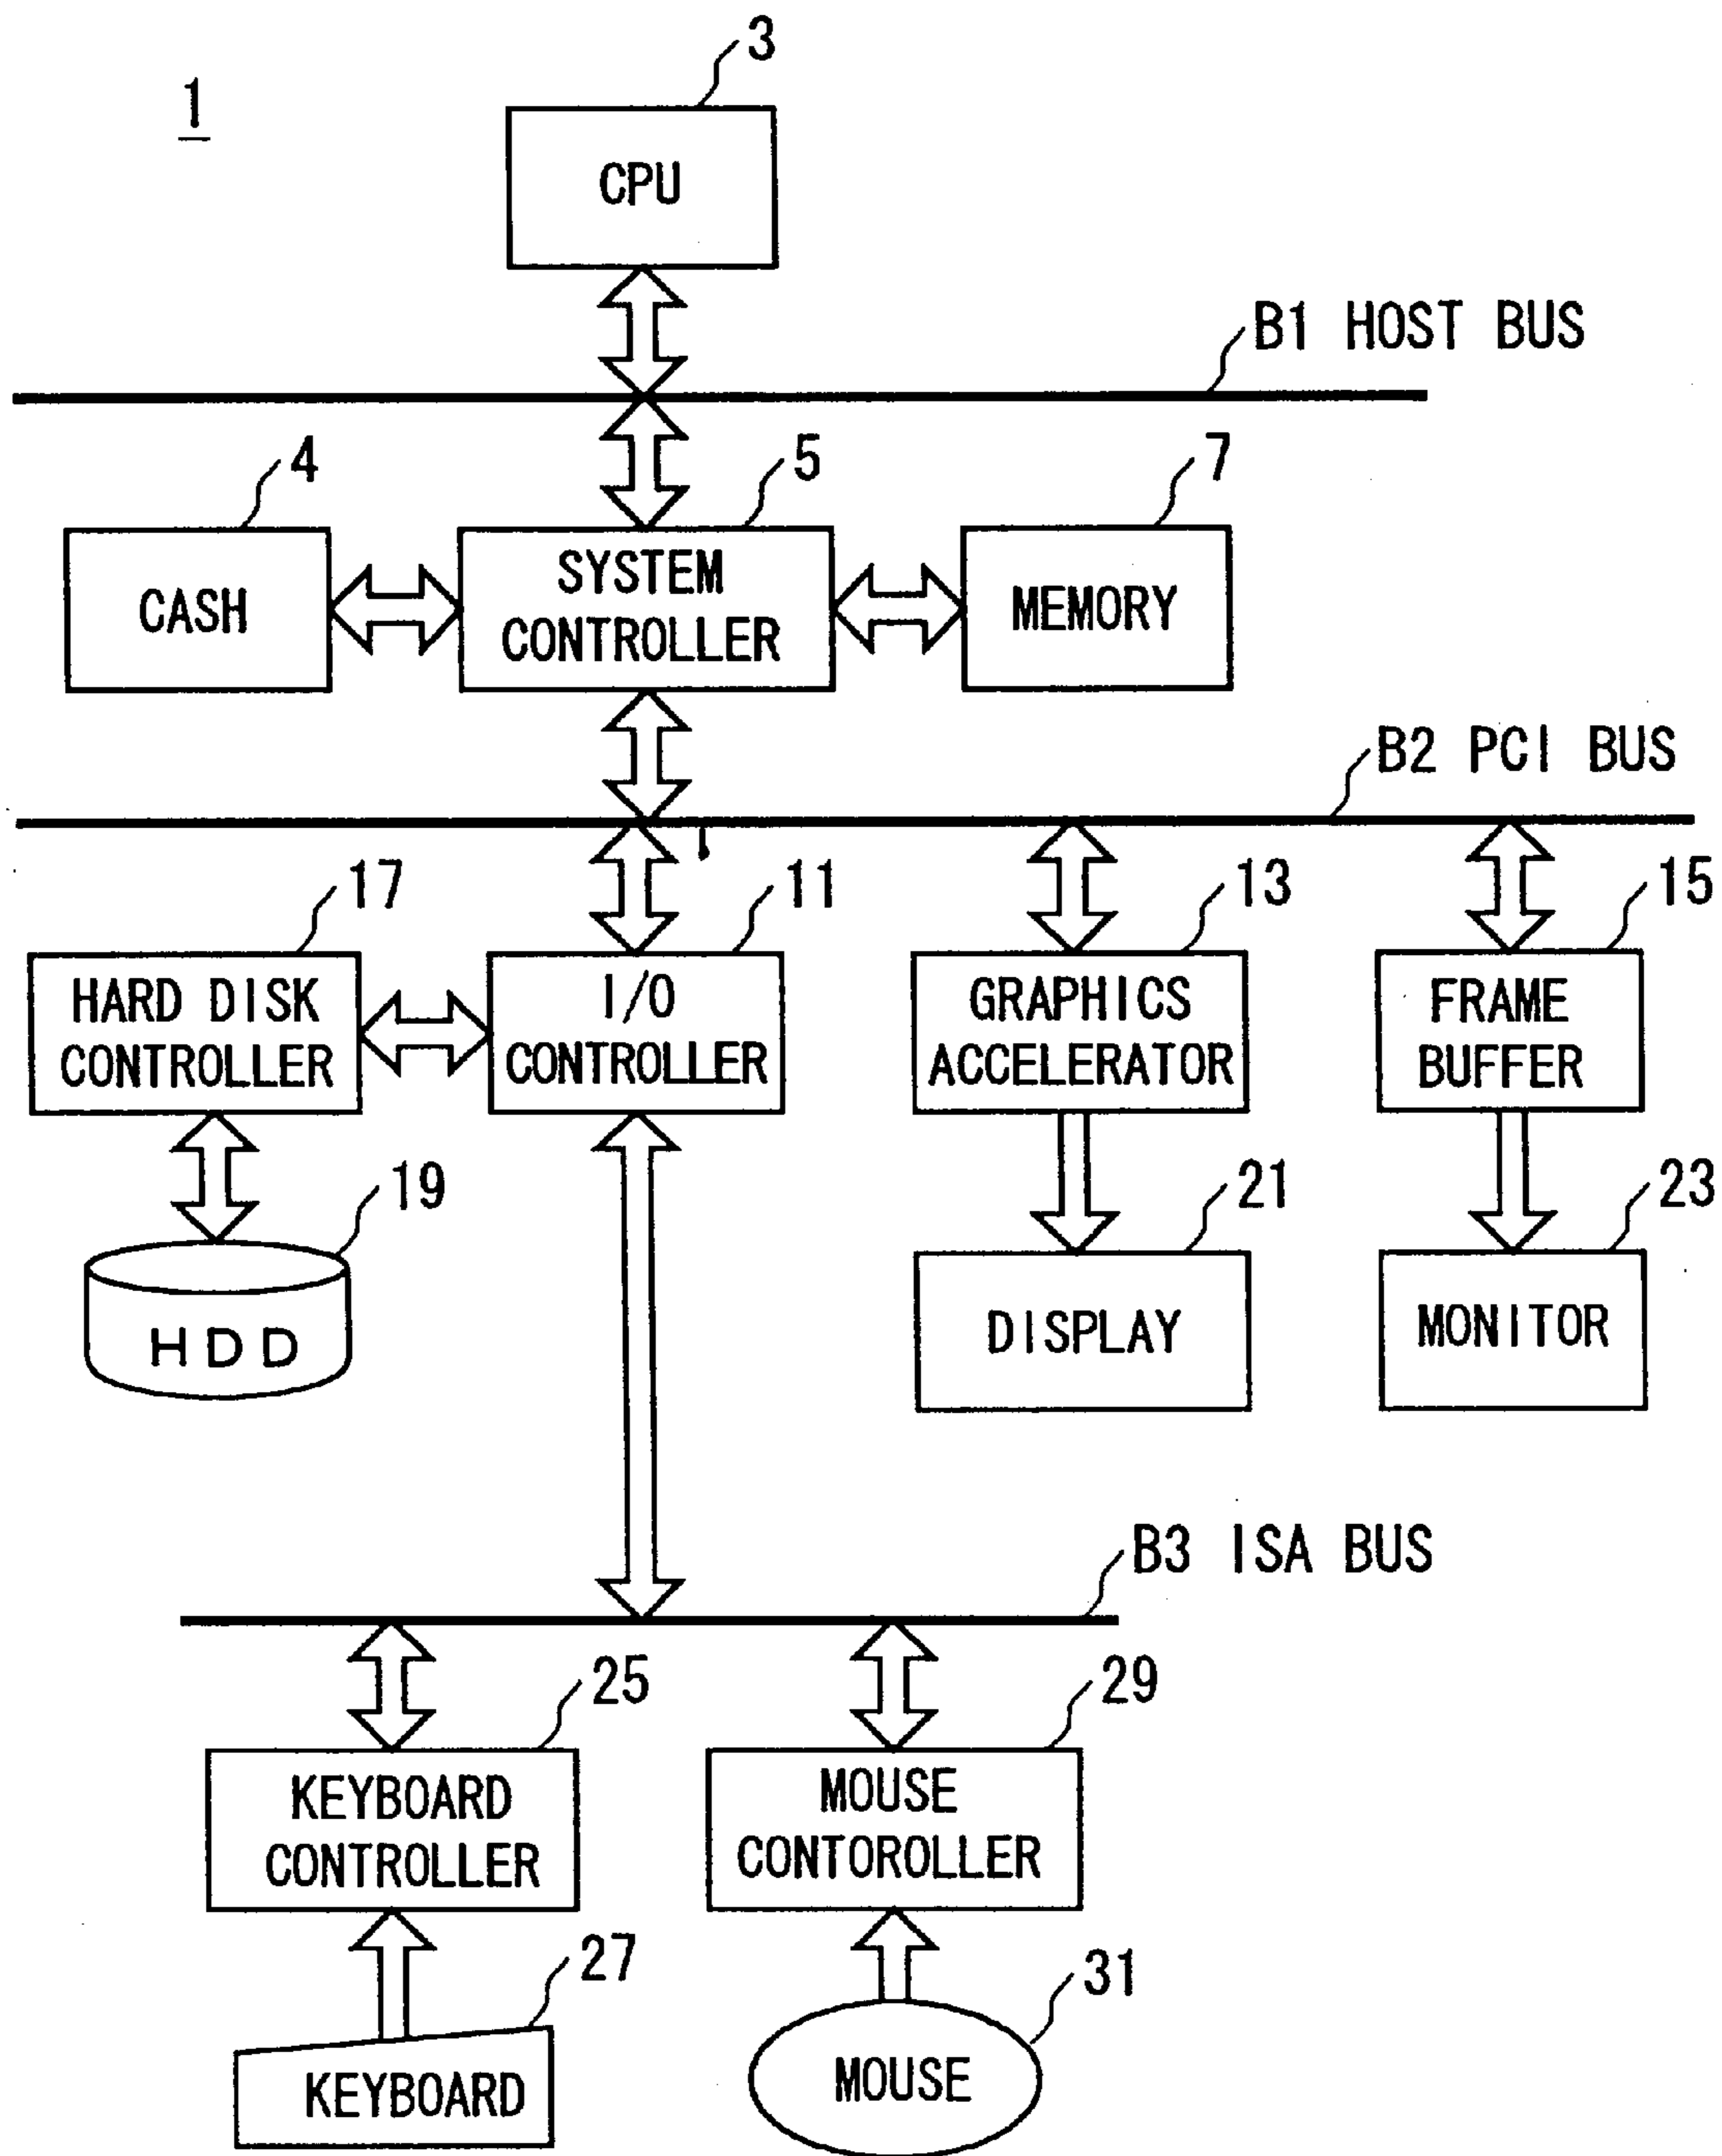 1
3
CPU
B1 HOST BUS
4
5
7
CASH
SYSTEM
CONTROLLER
MEMORY
B2 PCI BUS
17
11
13
15
HARD DISK
CONTROLLER
I/O
CONTROLLER
GRAPHICS
ACCELERATOR
FRAME
BUFFER
19
21
23
HDD
DISPLAY
MONITOR
B3 ISA BUS
25
29
KEYBOARD
CONTROLLER
MOUSE
CONTOROLLER
27
31
KEYBOARD
MOUSE